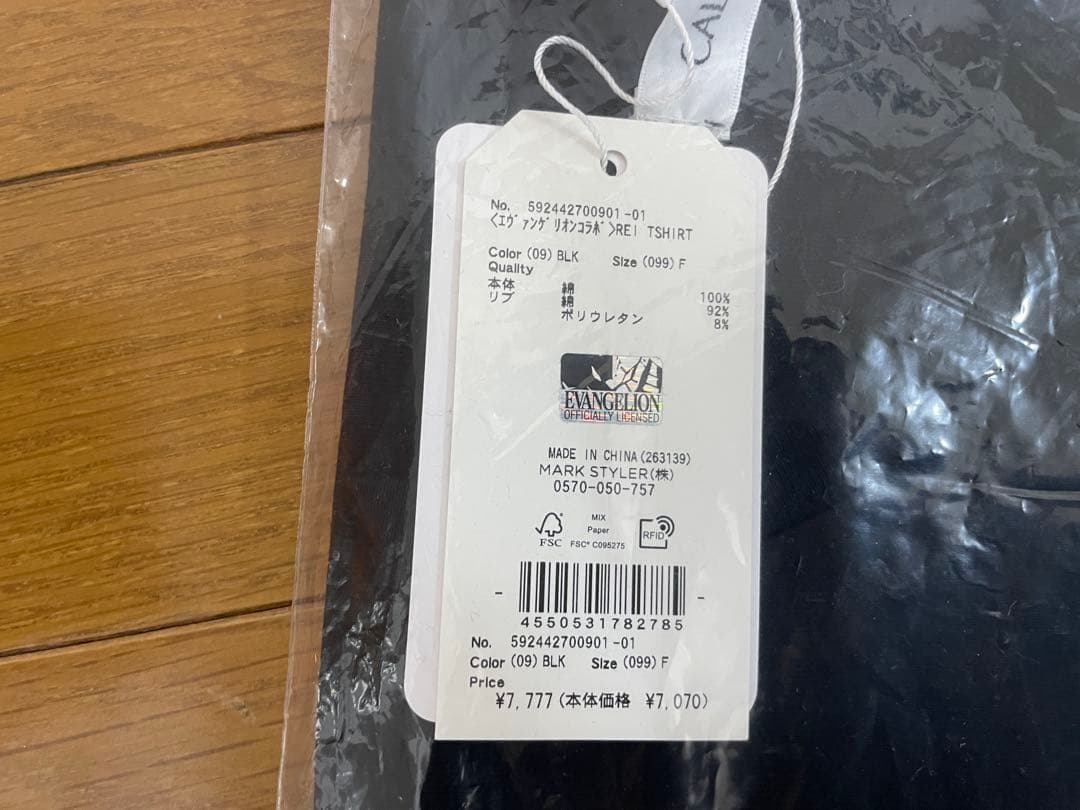 CAL
No. 592442700901-01
<エヴァンゲリオンコラボ>REI TSHIRT
Color (09) BLK Size (099) F
Quality
本体 綿 100%
リブ 綿 92%
ポリウレタン 8%
EVANGELION
OFFICIALLY LICENSED
MADE IN CHINA(263139)
MARK STYLER(株)
0570-050-757
FSC
MIX
Paper
FSC® C095275
RFID
4550531782785
No. 592442700901-01
Color (09) BLK Size (099) F
Price
¥7,777(本体価格 ¥7,070)